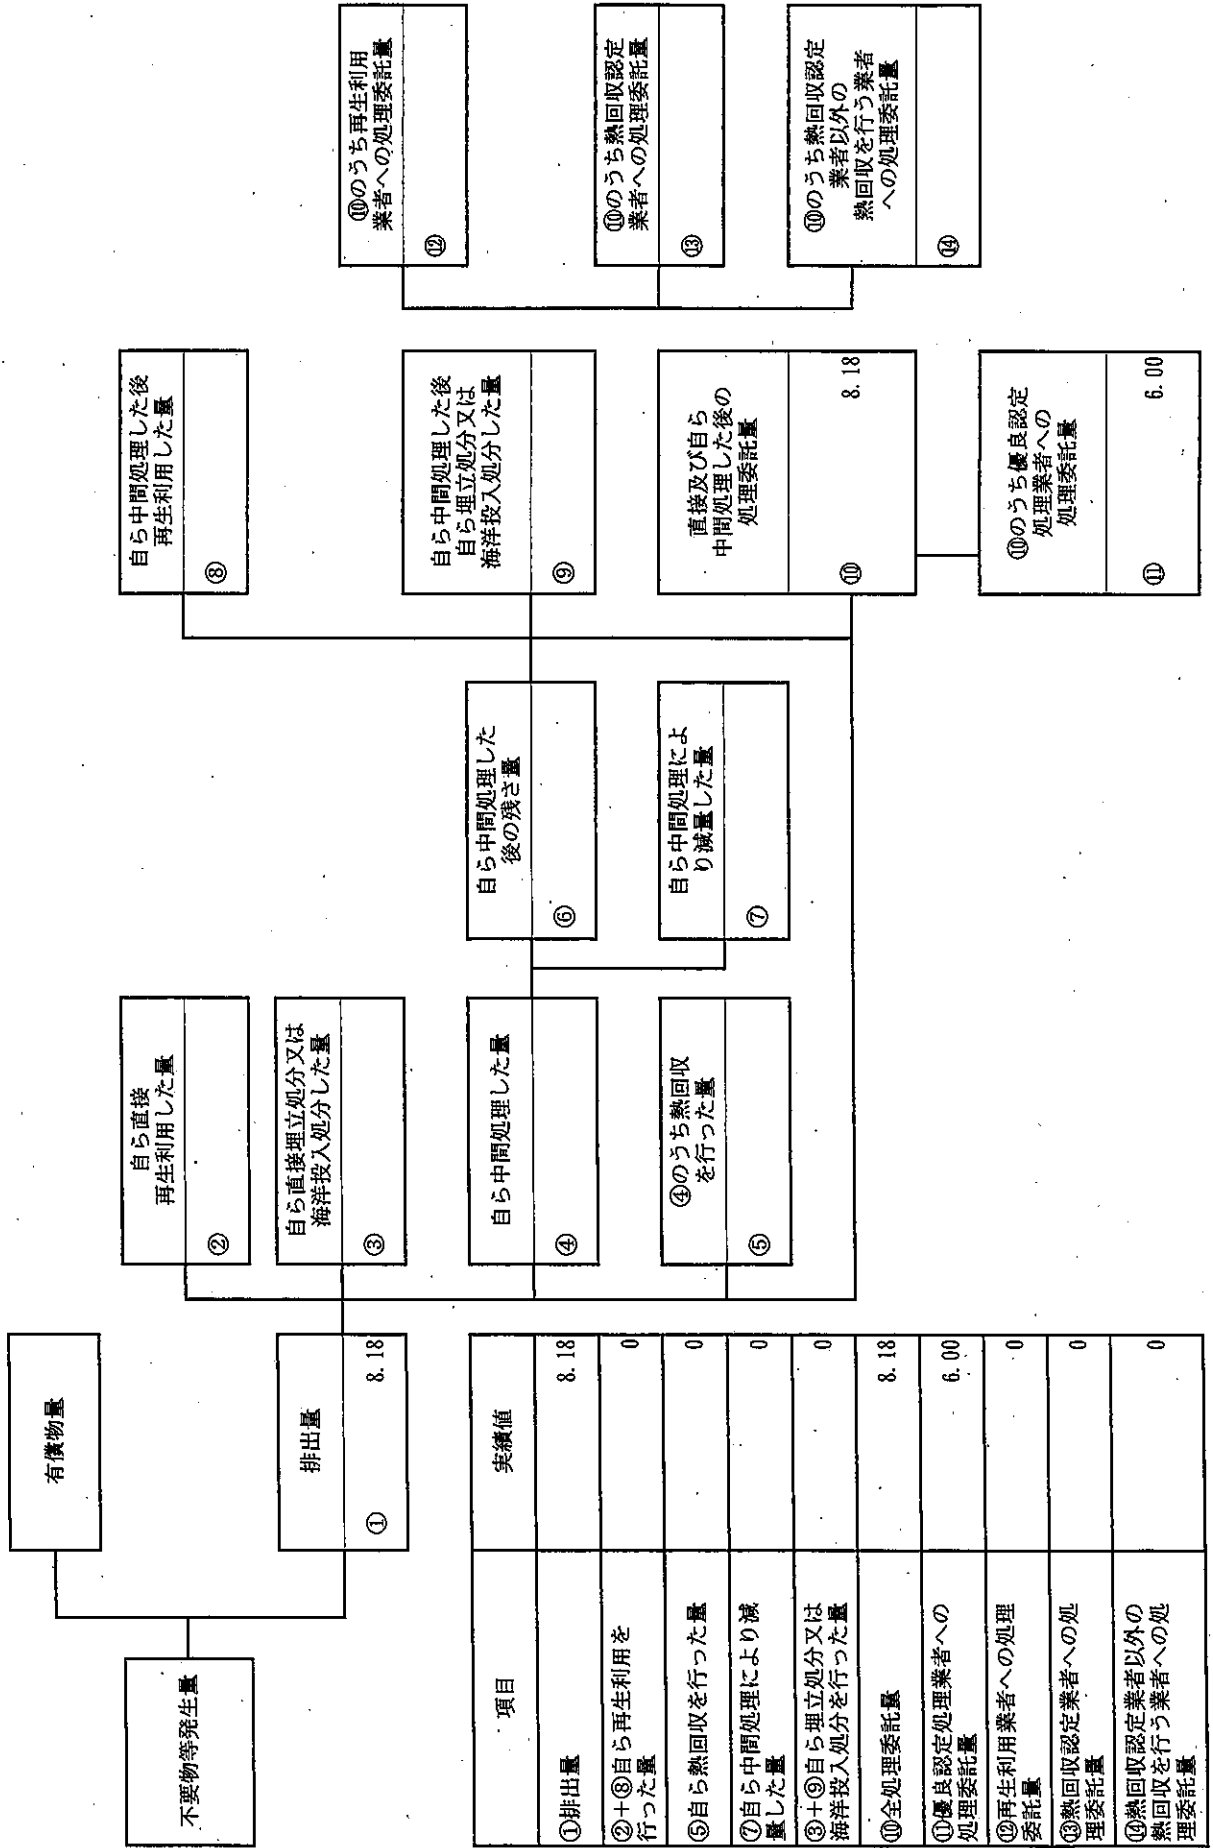 有償物量
不要物等発生量
排出量
①
8.18
自ら直接
再生利用した量
②
自ら直接埋立処分又は
海洋投入処分した量
③
自ら中間処理した量
④
④のうち熱回収
を行った量
⑤
自ら中間処理した
後の残さ量
⑥
自ら中間処理によ
り減量した量
⑦
自ら中間処理した後
再生利用した量
⑧
自ら中間処理した後
自ら埋立処分又は
海洋投入処分した量
⑨
直接及び自ら
中間処理した後の
処理委託量
⑩
8.18
⑩のうち優良認定
処理業者への
処理委託量
⑪
6.00
⑩のうち再生利用
業者への処理委託量
⑫
⑩のうち熱回収認定
業者への処理委託量
⑬
⑩のうち熱回収認定
業者以外の
熱回収を行う業者
への処理委託量
⑭
項目
実績値
①排出量
8.18
②+⑧自ら再生利用を
行った量
0
⑤自ら熱回収を行った量
0
⑦自ら中間処理により減
量した量
0
③+⑨自ら埋立処分又は
海洋投入処分を行った量
0
⑩全処理委託量
8.18
⑪優良認定処理業者への
処理委託量
6.00
⑫再生利用業者への処理
委託量
0
⑬熱回収認定業者への処
理委託量
0
⑭熱回収認定業者以外の
熱回収を行う業者への処
理委託量
0